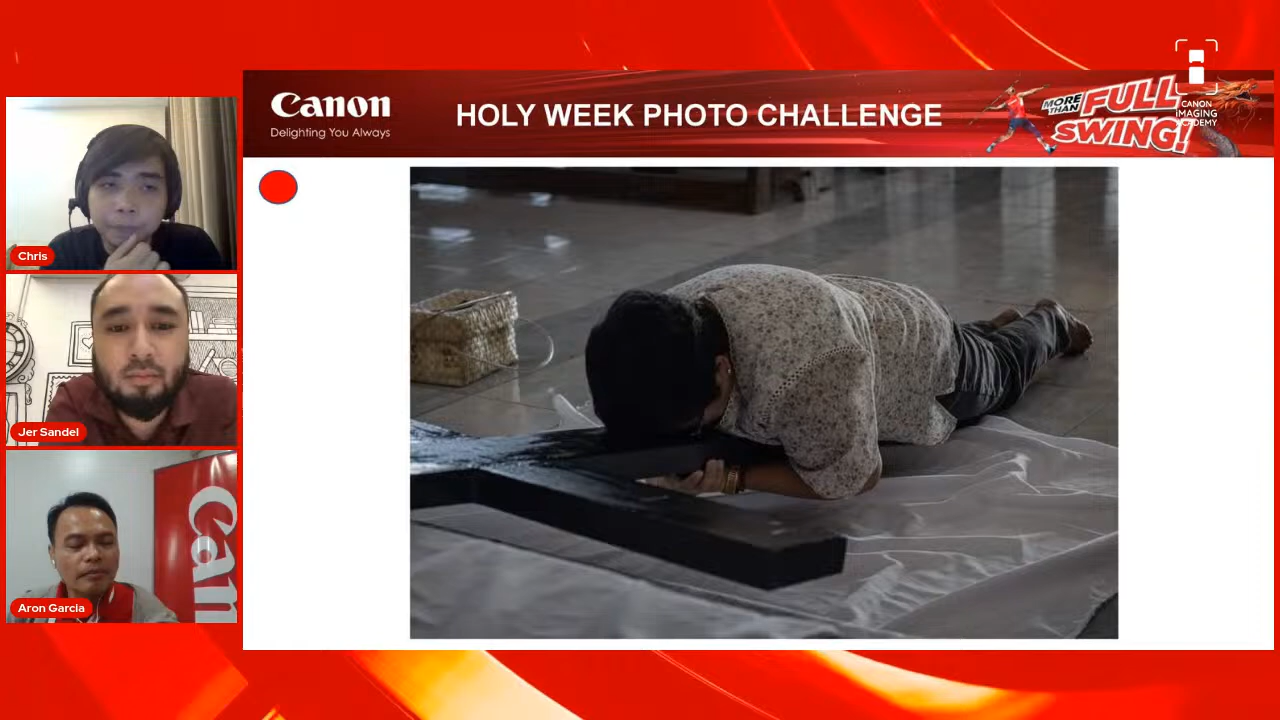 Canon
Delighting You Always
HOLY WEEK PHOTO CHALLENGE
MORE THAN
FULL
SWING!
CANON
IMAGING
ACADEMY
Chris
Jer Sandel
Aron Garcia
Canon